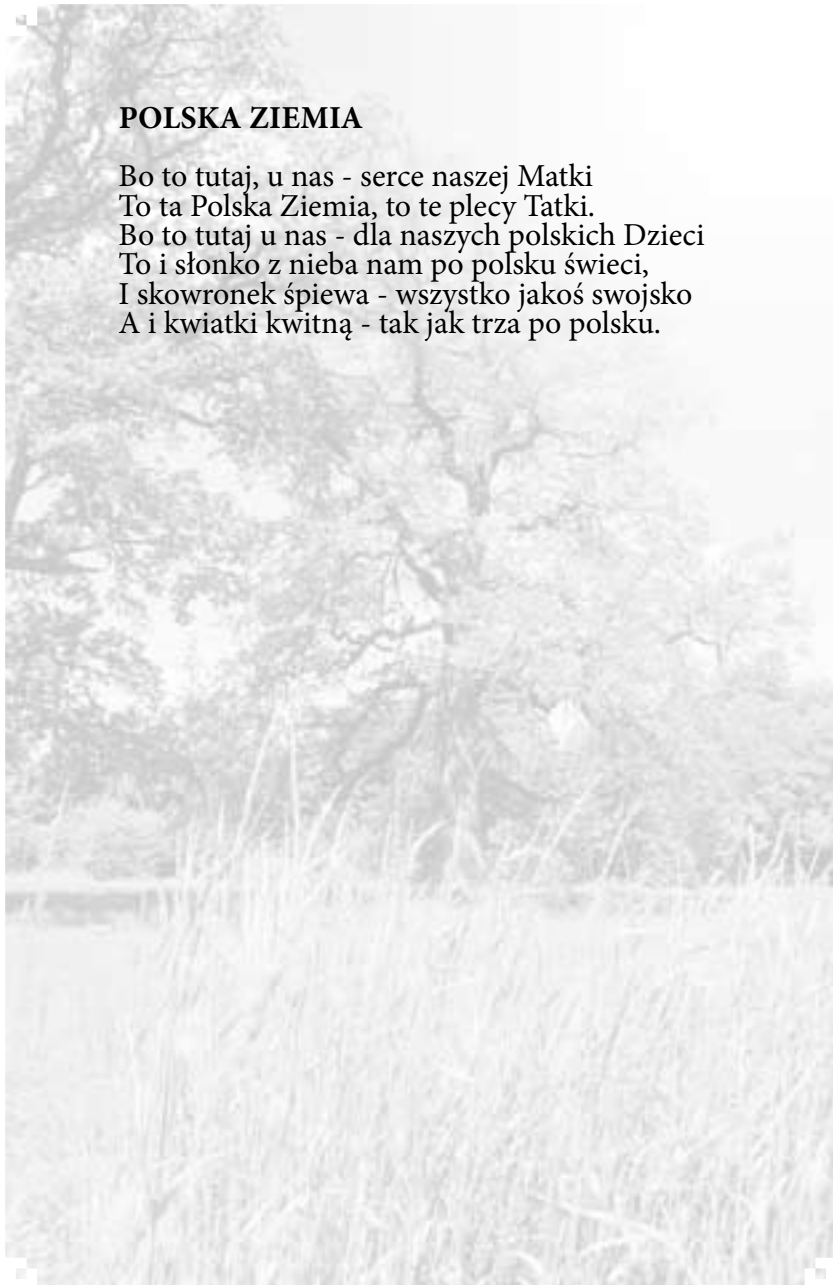 POLSKA ZIEMIA
Bo to tutaj, u nas - serce naszej Matki
To ta Polska Ziemia, to te plecy Tatki.
Bo to tutaj u nas - dla naszych polskich Dzieci
To i słonko z nieba nam po polsku świeci,
I skowronek śpiewa - wszystko jakoś swojsko
A i kwiatki kwitną - tak jak trza po polsku.